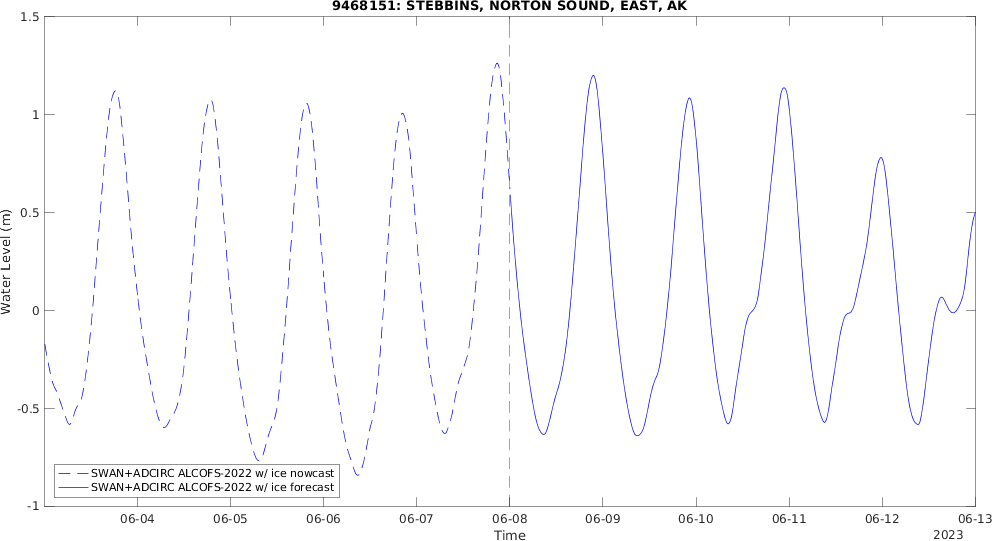 9468151: STEBBINS, NORTON SOUND, EAST, AK
1.5
1
0.5
0
-0.5
-1
Water Level (m)
SWAN+ADCIRC ALCOFS-2022 w/ ice nowcast
SWAN+ADCIRC ALCOFS-2022 w/ ice forecast
06-04 06-05 06-06 06-07 06-08 06-09 06-10 06-11 06-12 06-13
Time
2023